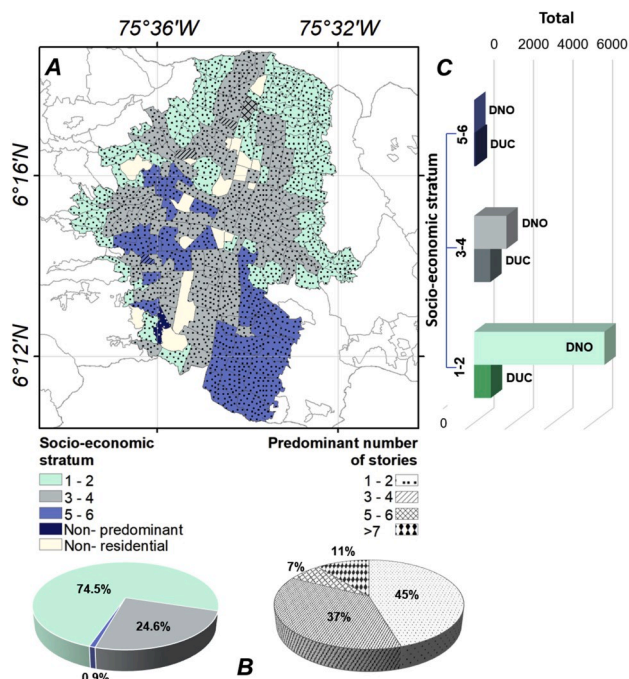 75°36'W
75°32'W
A
6°16'N
6°12'N
Total
C
0
2000
4000
6000
DNO
DUC
5-6
DNO
DUC
3-4
DNO
DUC
1-2
Socio-economic stratum
0
Socio-economic
stratum
1 - 2
3 - 4
5 - 6
Non- predominant
Non- residential
Predominant number
of stories
1 - 2
3 - 4
5 - 6
>7
74.5%
24.6%
0.9%
B
11%
7%
45%
37%